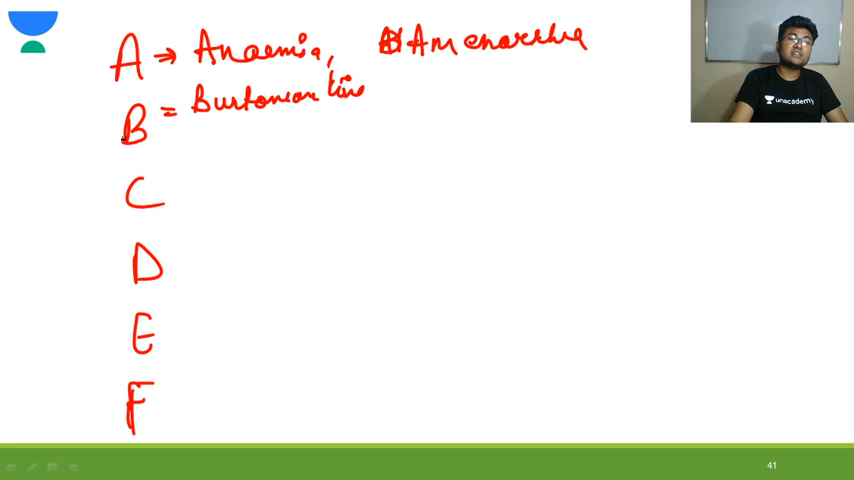 A → Anaemia, Amenorrhea
B = Burtonian line
C
D
E
F
unacademy
41